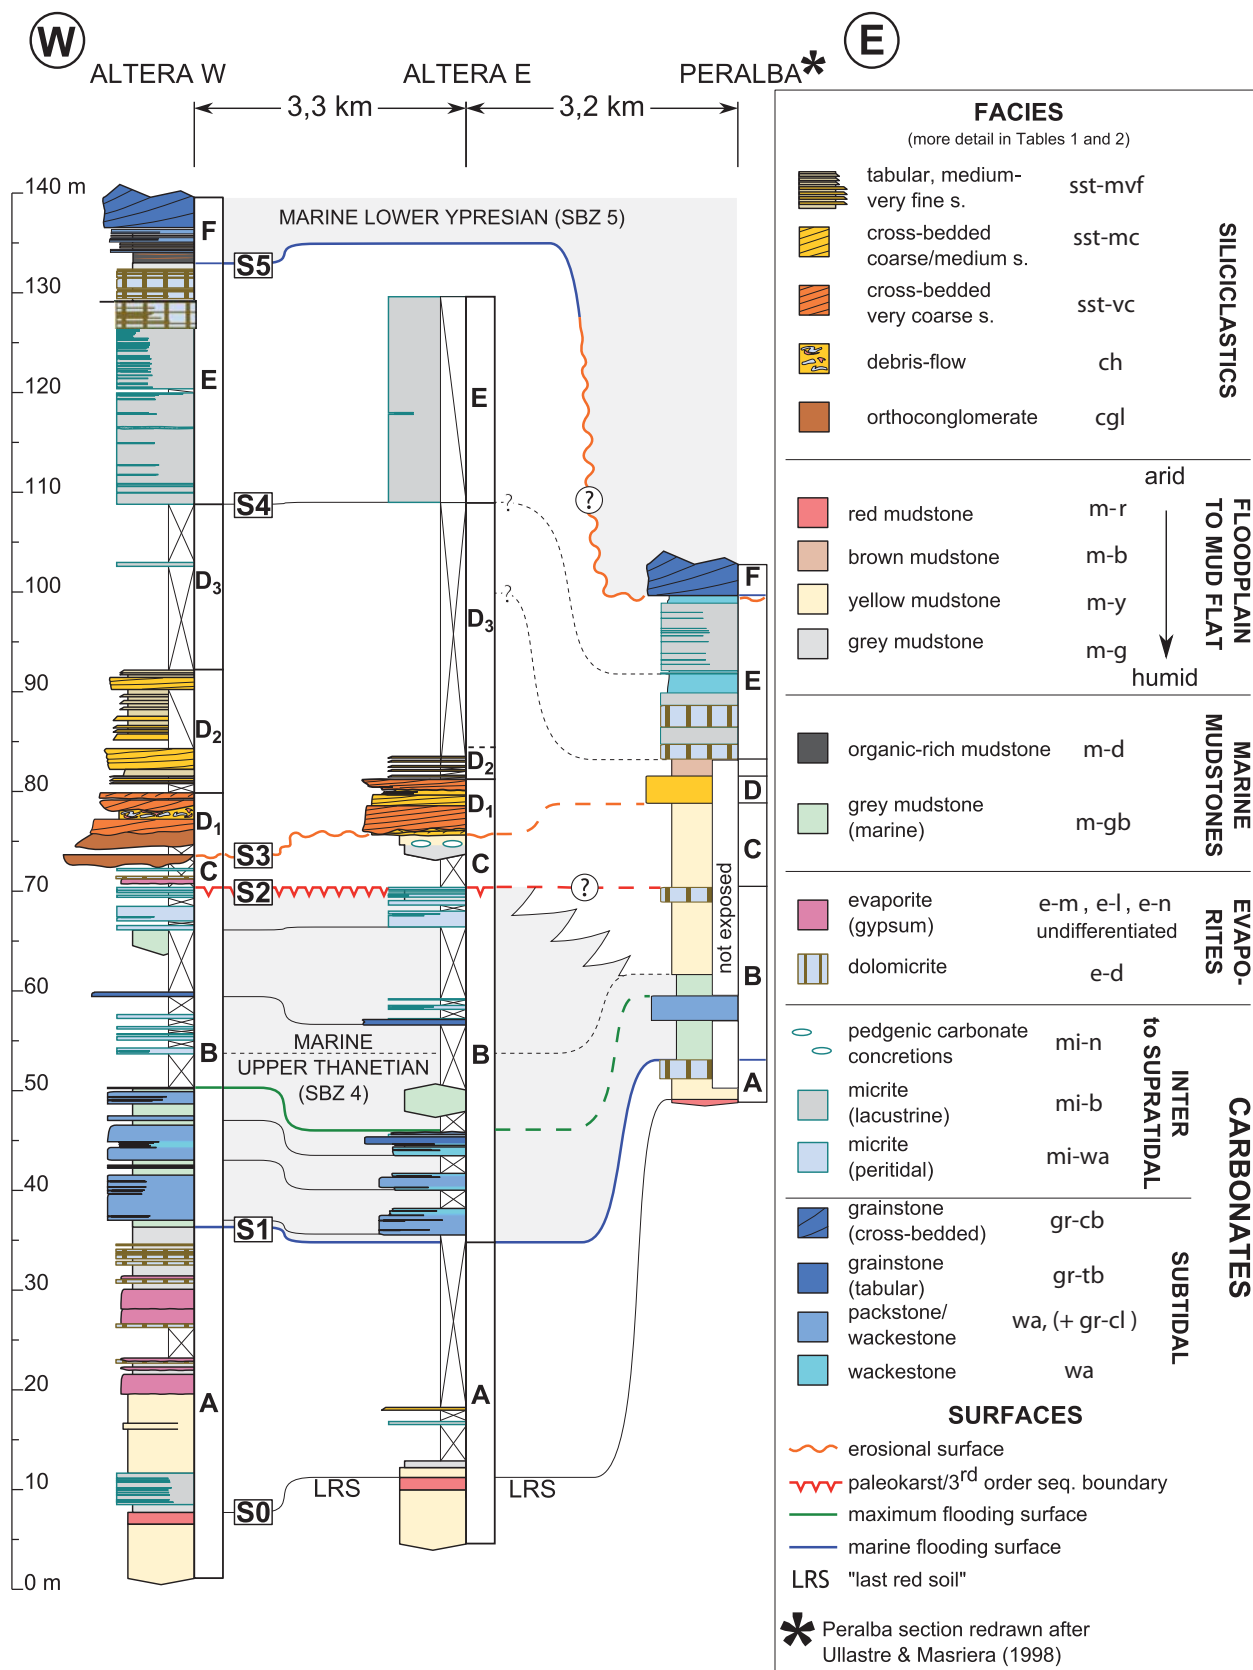 W
E
ALTERA W
ALTERA E
PERALBA*
3,3 km
3,2 km
140 m
130
120
110
100
90
80
70
60
50
40
30
20
10
0 m
F
E
D3
D2
D1
C
B
A
S5
S4
S3
S2
S1
S0
MARINE LOWER YPRESIAN (SBZ 5)
E
D3
D2
D1
C
B
A
?
?
?
?
MARINE
UPPER THANETIAN
(SBZ 4)
LRS
LRS
F
E
D
C
B
A
not exposed
FACIES
(more detail in Tables 1 and 2)
tabular, medium-
very fine s.
sst-mvf
cross-bedded
coarse/medium s.
sst-mc
cross-bedded
very coarse s.
sst-vc
debris-flow
ch
orthoconglomerate
cgl
SILICICLASTICS
arid
red mudstone
m-r
brown mudstone
m-b
yellow mudstone
m-y
grey mudstone
m-g
humid
FLOODPLAIN
TO MUD FLAT
organic-rich mudstone
m-d
grey mudstone
(marine)
m-gb
MARINE
MUDSTONES
evaporite
(gypsum)
e-m , e-l , e-n
undifferentiated
dolomicrite
e-d
EVAPO-
RITES
pedgenic carbonate
concretions
mi-n
micrite
(lacustrine)
mi-b
micrite
(peritidal)
mi-wa
INTER
to SUPRATIDAL
grainstone
(cross-bedded)
gr-cb
grainstone
(tabular)
gr-tb
packstone/
wackestone
wa, (+ gr-cl )
wackestone
wa
SUBTIDAL
CARBONATES
SURFACES
erosional surface
paleokarst/3rd order seq. boundary
maximum flooding surface
marine flooding surface
LRS "last red soil"
* Peralba section redrawn after
Ullastre & Masriera (1998)